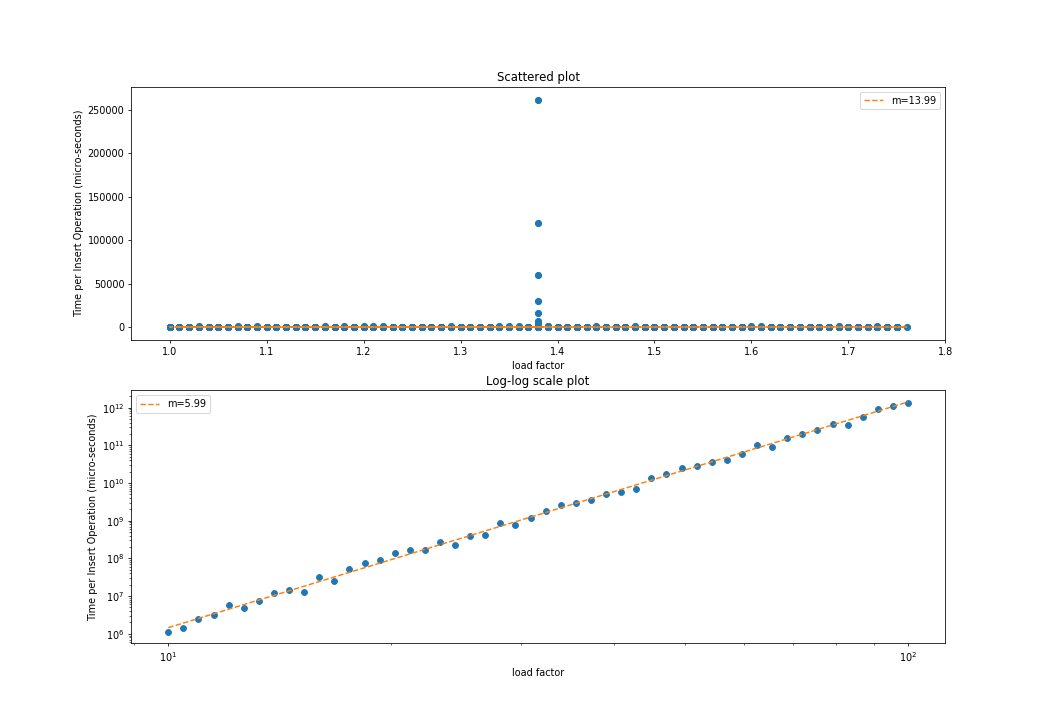 Scattered plot
Time per Insert Operation (micro-seconds)
250000
200000
150000
100000
50000
0
m=13.99
1.0 1.1 1.2 1.3 1.4 1.5 1.6 1.7 1.8
load factor
Log-log scale plot
Time per Insert Operation (micro-seconds)
m=5.99
10¹²
10¹¹
10¹⁰
10⁹
10⁸
10⁷
10⁶
10¹ 10²
load factor